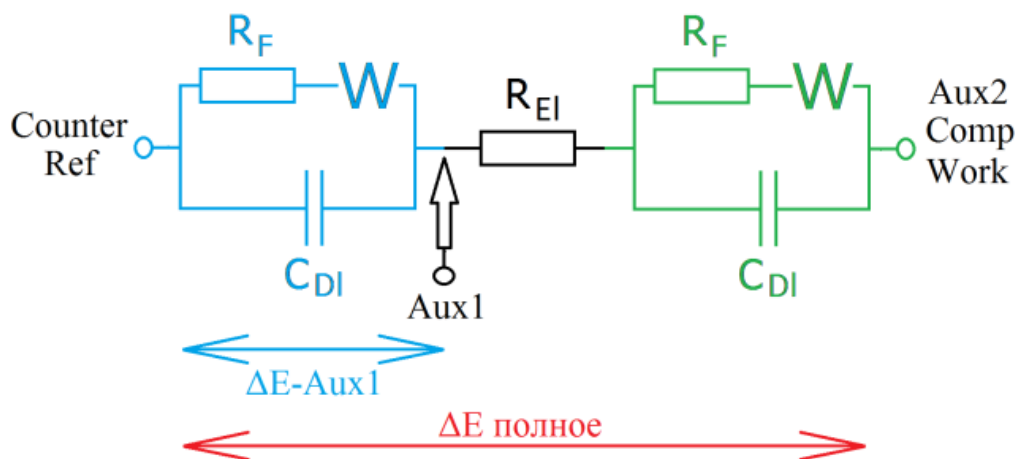 R_F
W
R_F
W
Counter
Ref
R_El
Aux2
Comp
Work
C_Dl
Aux1
C_Dl
ΔE-Aux1
ΔE полное